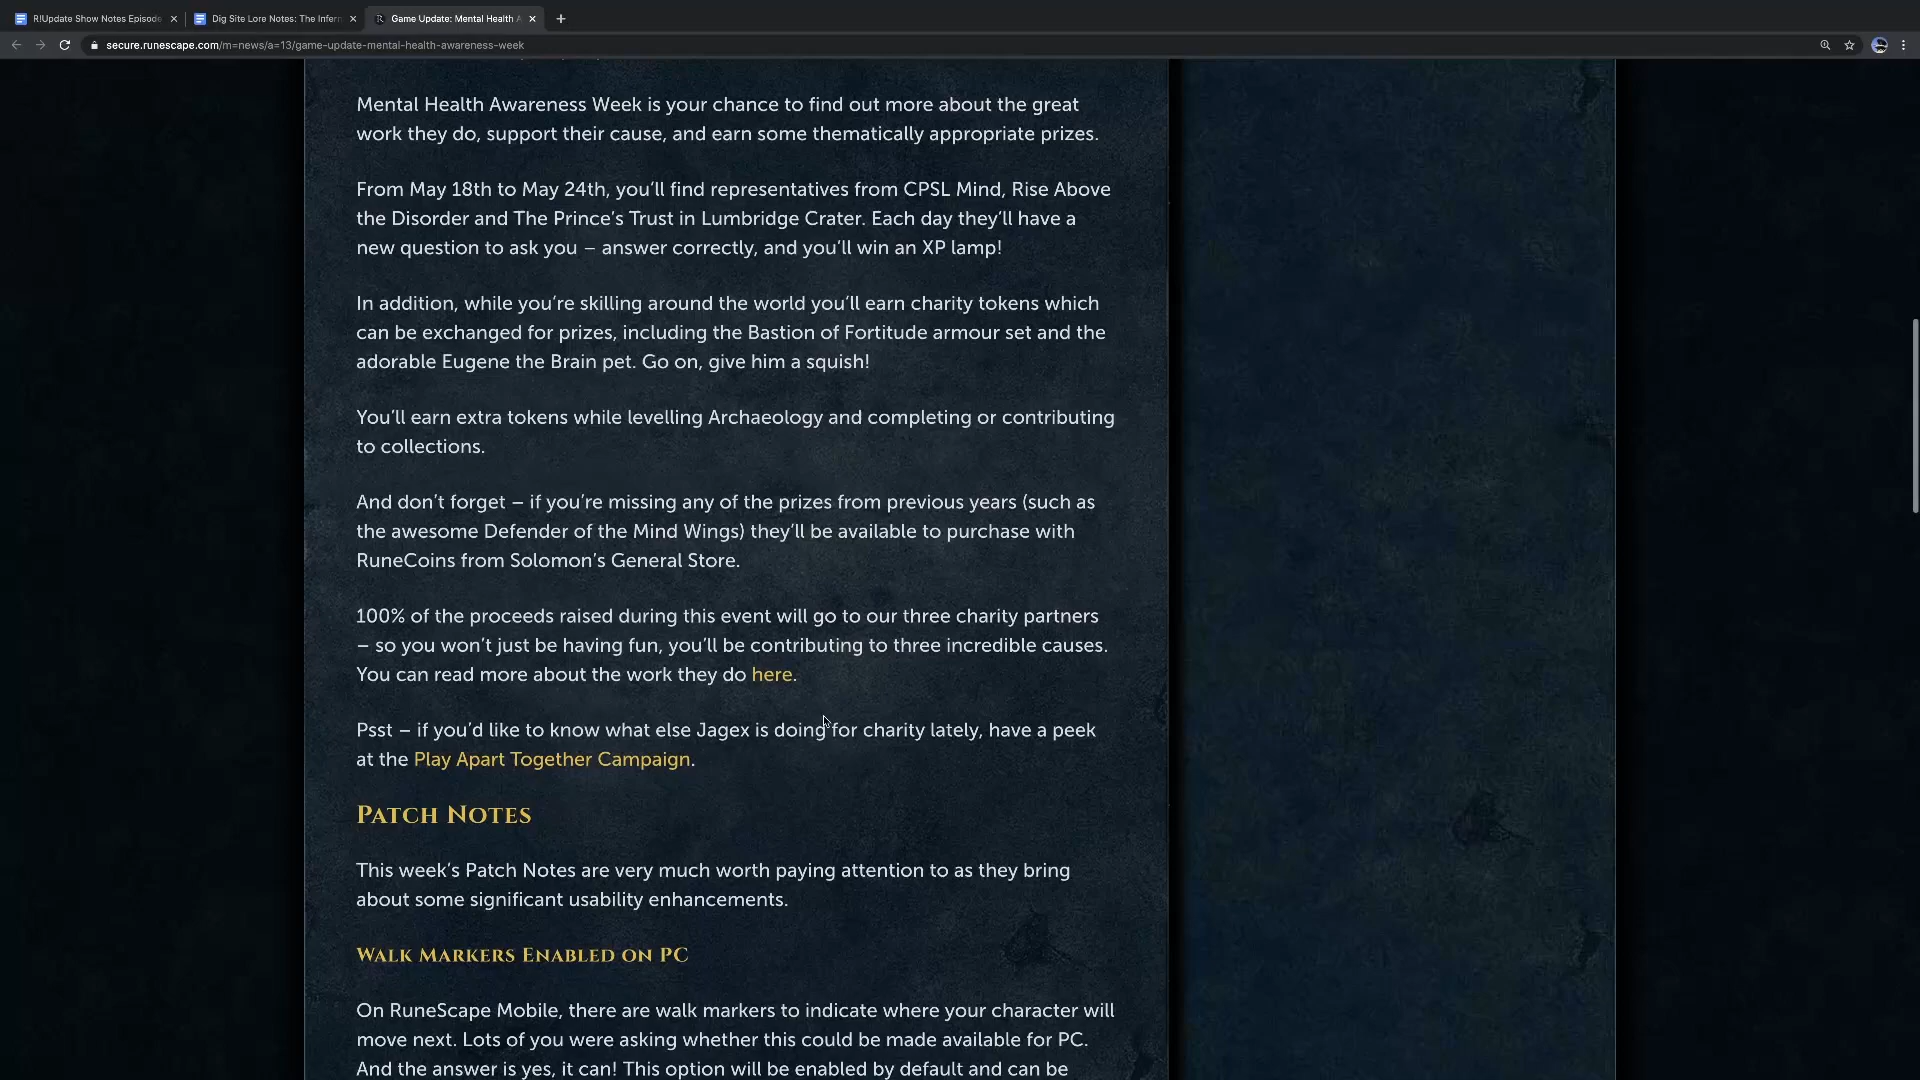 R!Update Show Notes Episode
Dig Site Lore Notes: The Infern
Game Update: Mental Health A
secure.runescape.com/m=news/a=13/game-update-mental-health-awareness-week
Mental Health Awareness Week is your chance to find out more about the great
work they do, support their cause, and earn some thematically appropriate prizes.
From May 18th to May 24th, you’ll find representatives from CPSL Mind, Rise Above
the Disorder and The Prince’s Trust in Lumbridge Crater. Each day they’ll have a
new question to ask you – answer correctly, and you’ll win an XP lamp!
In addition, while you’re skilling around the world you’ll earn charity tokens which
can be exchanged for prizes, including the Bastion of Fortitude armour set and the
adorable Eugene the Brain pet. Go on, give him a squish!
You’ll earn extra tokens while levelling Archaeology and completing or contributing
to collections.
And don’t forget – if you’re missing any of the prizes from previous years (such as
the awesome Defender of the Mind Wings) they’ll be available to purchase with
RuneCoins from Solomon’s General Store.
100% of the proceeds raised during this event will go to our three charity partners
– so you won’t just be having fun, you’ll be contributing to three incredible causes.
You can read more about the work they do here.
Psst – if you’d like to know what else Jagex is doing for charity lately, have a peek
at the Play Apart Together Campaign.
Patch Notes
This week’s Patch Notes are very much worth paying attention to as they bring
about some significant usability enhancements.
Walk Markers Enabled on PC
On RuneScape Mobile, there are walk markers to indicate where your character will
move next. Lots of you were asking whether this could be made available for PC.
And the answer is yes, it can! This option will be enabled by default and can be